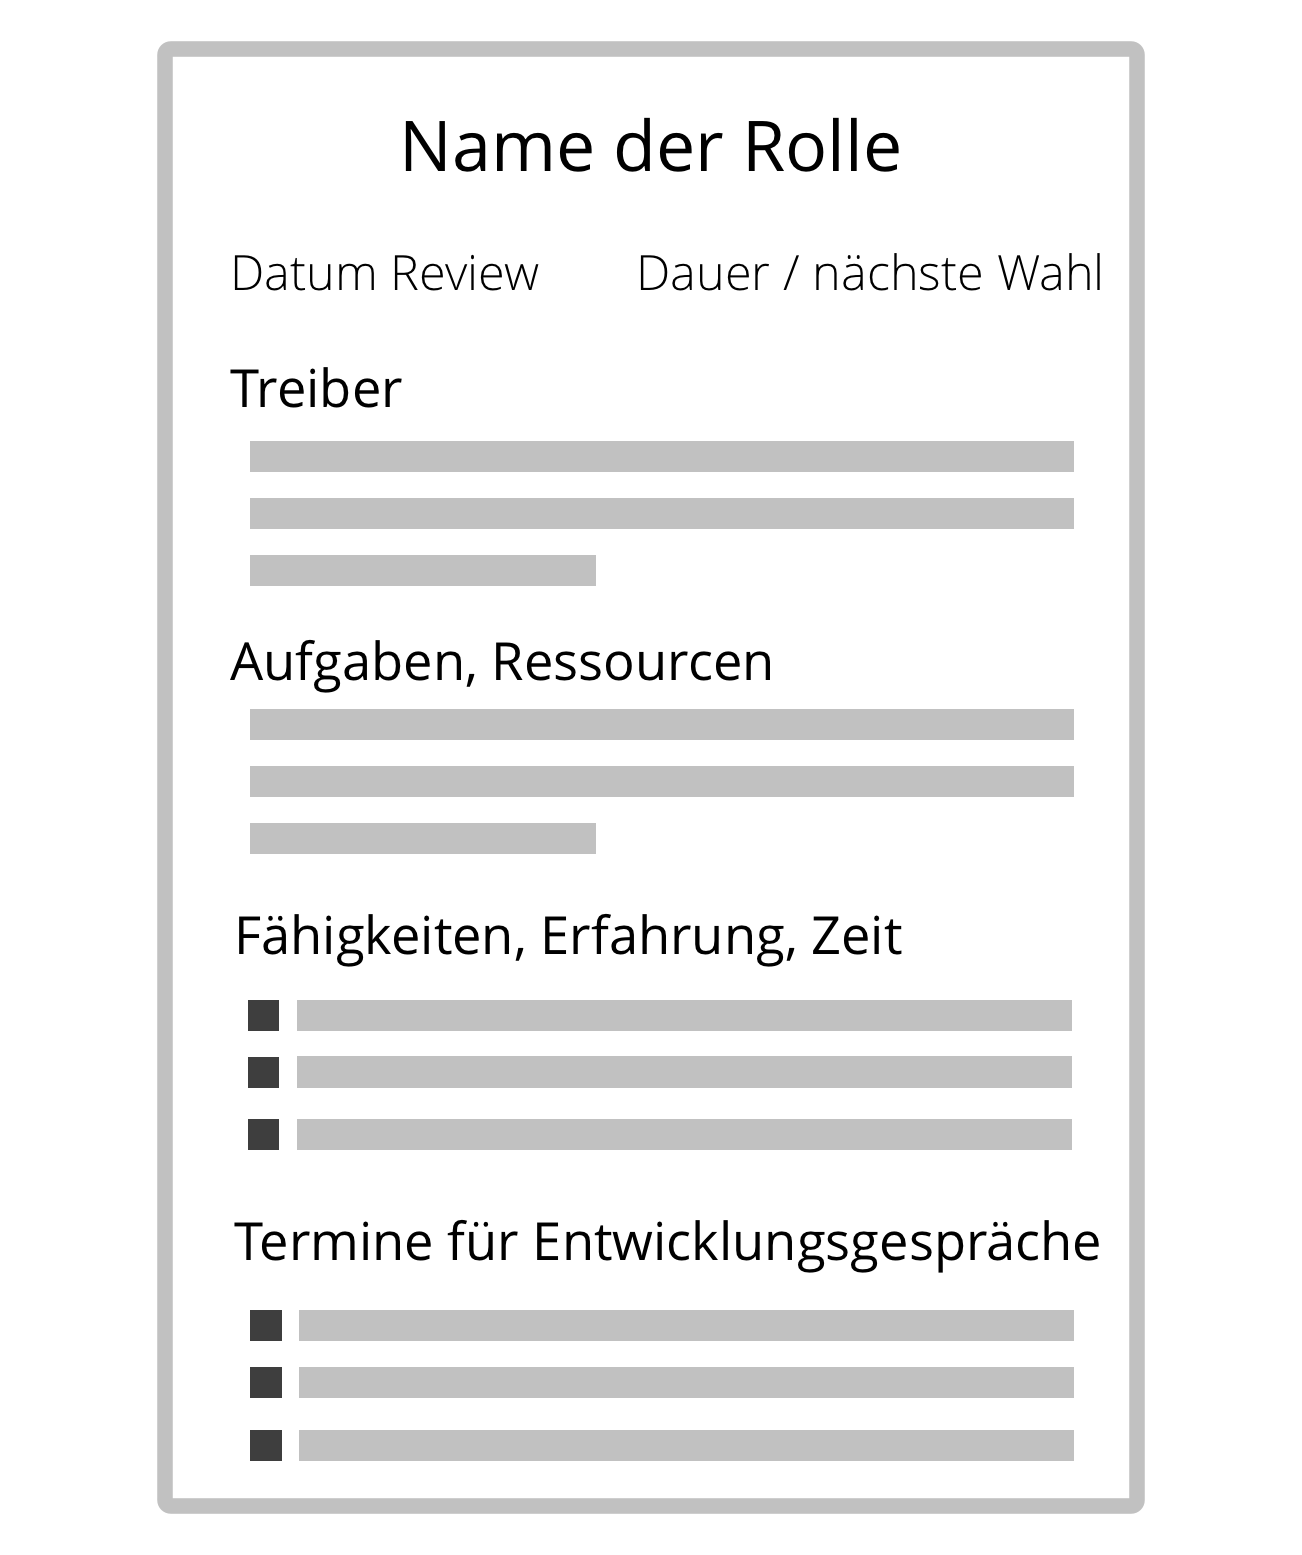 Name der Rolle
Datum Review Dauer / nächste Wahl
Treiber
Aufgaben, Ressourcen
Fähigkeiten, Erfahrung, Zeit
Termine für Entwicklungsgespräche